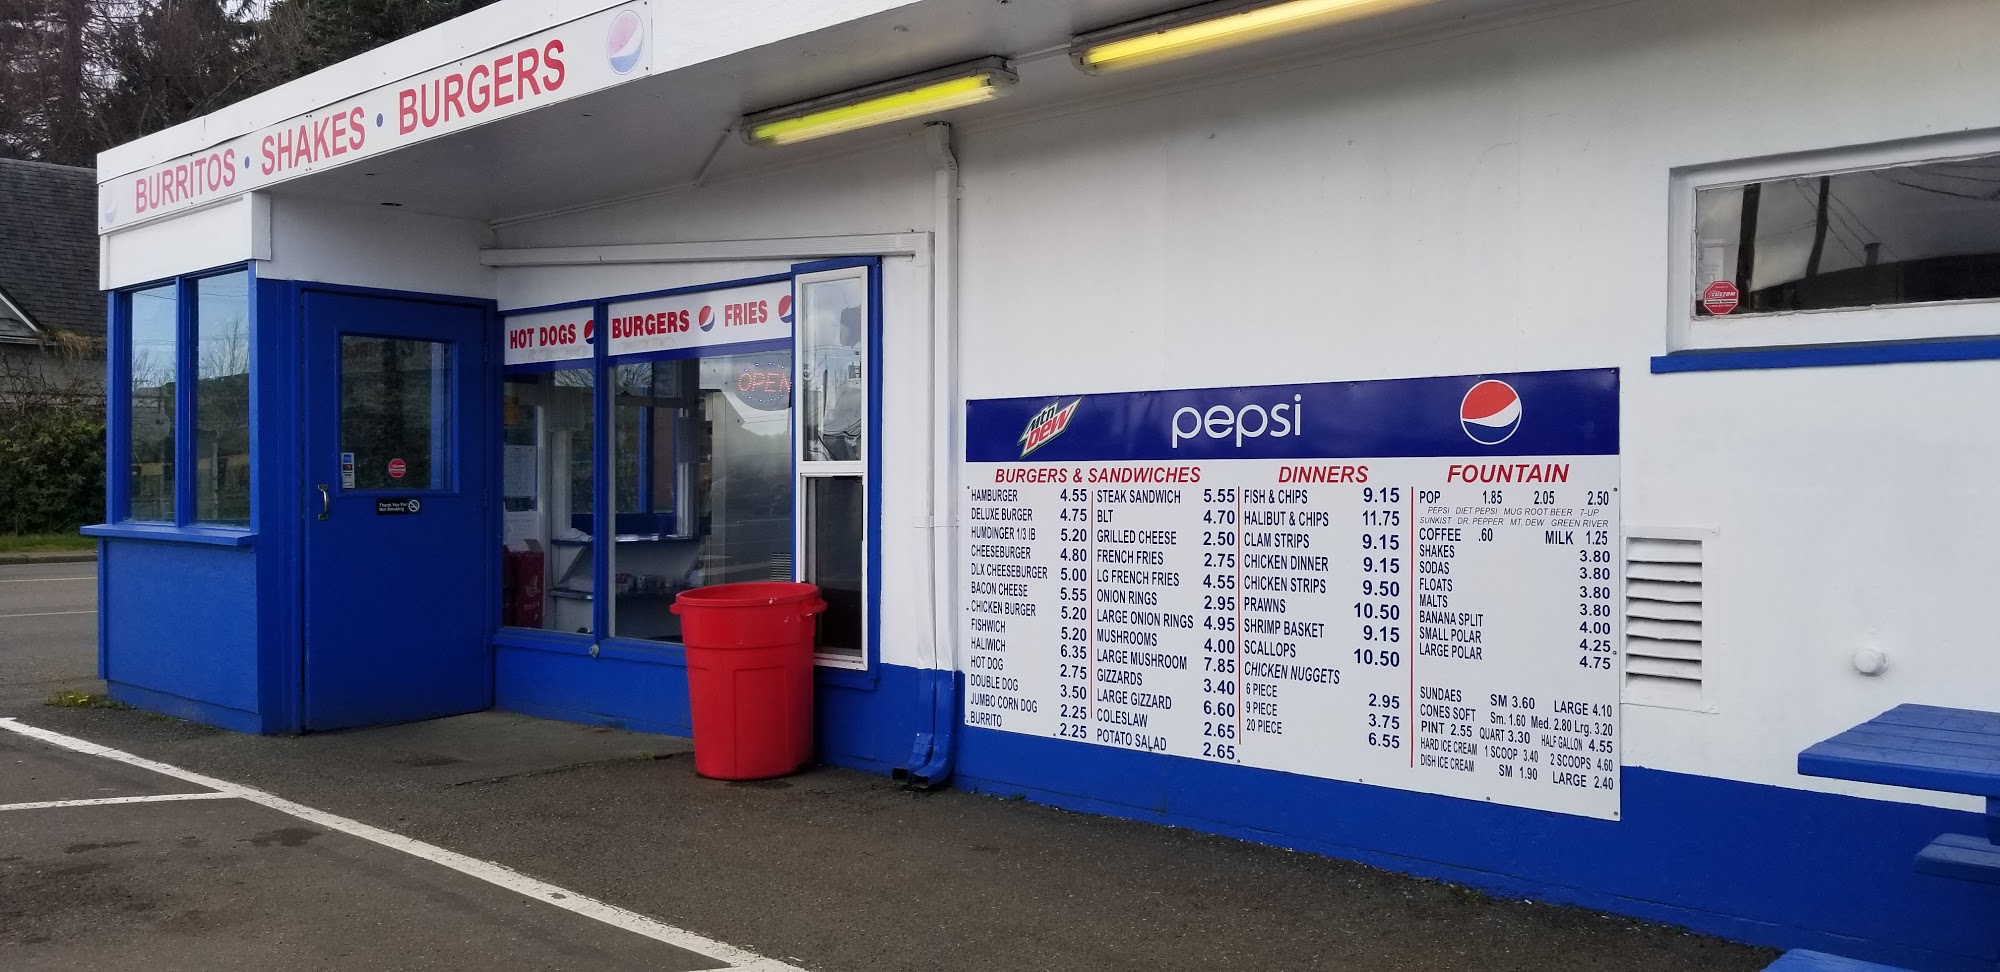 BURRITOS • SHAKES • BURGERS
HOT DOGS BURGERS FRIES
OPEN
Thank You For
Not Smoking
CUSTOM
Mtn
DEW
pepsi
BURGERS & SANDWICHES
HAMBURGER 4.55
DELUXE BURGER 4.75
HUMDINGER 1/3 lB 5.20
CHEESEBURGER 4.80
DLX CHEESEBURGER 5.00
BACON CHEESE 5.55
CHICKEN BURGER 5.20
FISHWICH 5.20
HALIWICH 6.35
HOT DOG 2.75
DOUBLE DOG 3.50
JUMBO CORN DOG 2.25
BURRITO 2.25
STEAK SANDWICH 5.55
BLT 4.70
GRILLED CHEESE 2.50
FRENCH FRIES 2.75
LG FRENCH FRIES 4.55
ONION RINGS 2.95
LARGE ONION RINGS 4.95
MUSHROOMS 4.00
LARGE MUSHROOM 7.85
GIZZARDS 3.40
LARGE GIZZARD 6.60
COLESLAW 2.65
POTATO SALAD 2.65
DINNERS
FISH & CHIPS 9.15
HALIBUT & CHIPS 11.75
CLAM STRIPS 9.15
CHICKEN DINNER 9.15
CHICKEN STRIPS 9.50
PRAWNS 10.50
SHRIMP BASKET 9.15
SCALLOPS 10.50
CHICKEN NUGGETS
6 PIECE 2.95
9 PIECE 3.75
20 PIECE 6.55
FOUNTAIN
POP 1.85 2.05 2.50
PEPSI DIET PEPSI MUG ROOT BEER 7-UP
SUNKIST DR. PEPPER MT. DEW GREEN RIVER
COFFEE .60 MILK 1.25
SHAKES 3.80
SODAS 3.80
FLOATS 3.80
MALTS 3.80
BANANA SPLIT 4.00
SMALL POLAR 4.25
LARGE POLAR 4.75
SUNDAES SM 3.60 LARGE 4.10
CONES SOFT Sm. 1.60 Med. 2.80 Lrg. 3.20
PINT 2.55 QUART 3.30 HALF GALLON 4.55
HARD ICE CREAM 1 SCOOP 3.40 2 SCOOPS 4.60
DISH ICE CREAM SM 1.90 LARGE 2.40